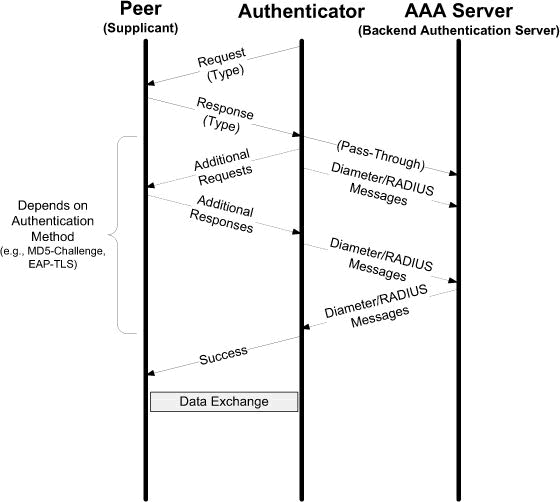 Peer
(Supplicant)
Authenticator
AAA Server
(Backend Authentication Server)
Request
(Type)
Response
(Type)
(Pass-Through)
Additional
Requests
Diameter/RADIUS
Messages
Depends on
Authentication
Method
(e.g., MD5-Challenge,
EAP-TLS)
Additional
Responses
Diameter/RADIUS
Messages
Diameter/RADIUS
Messages
Success
Data Exchange